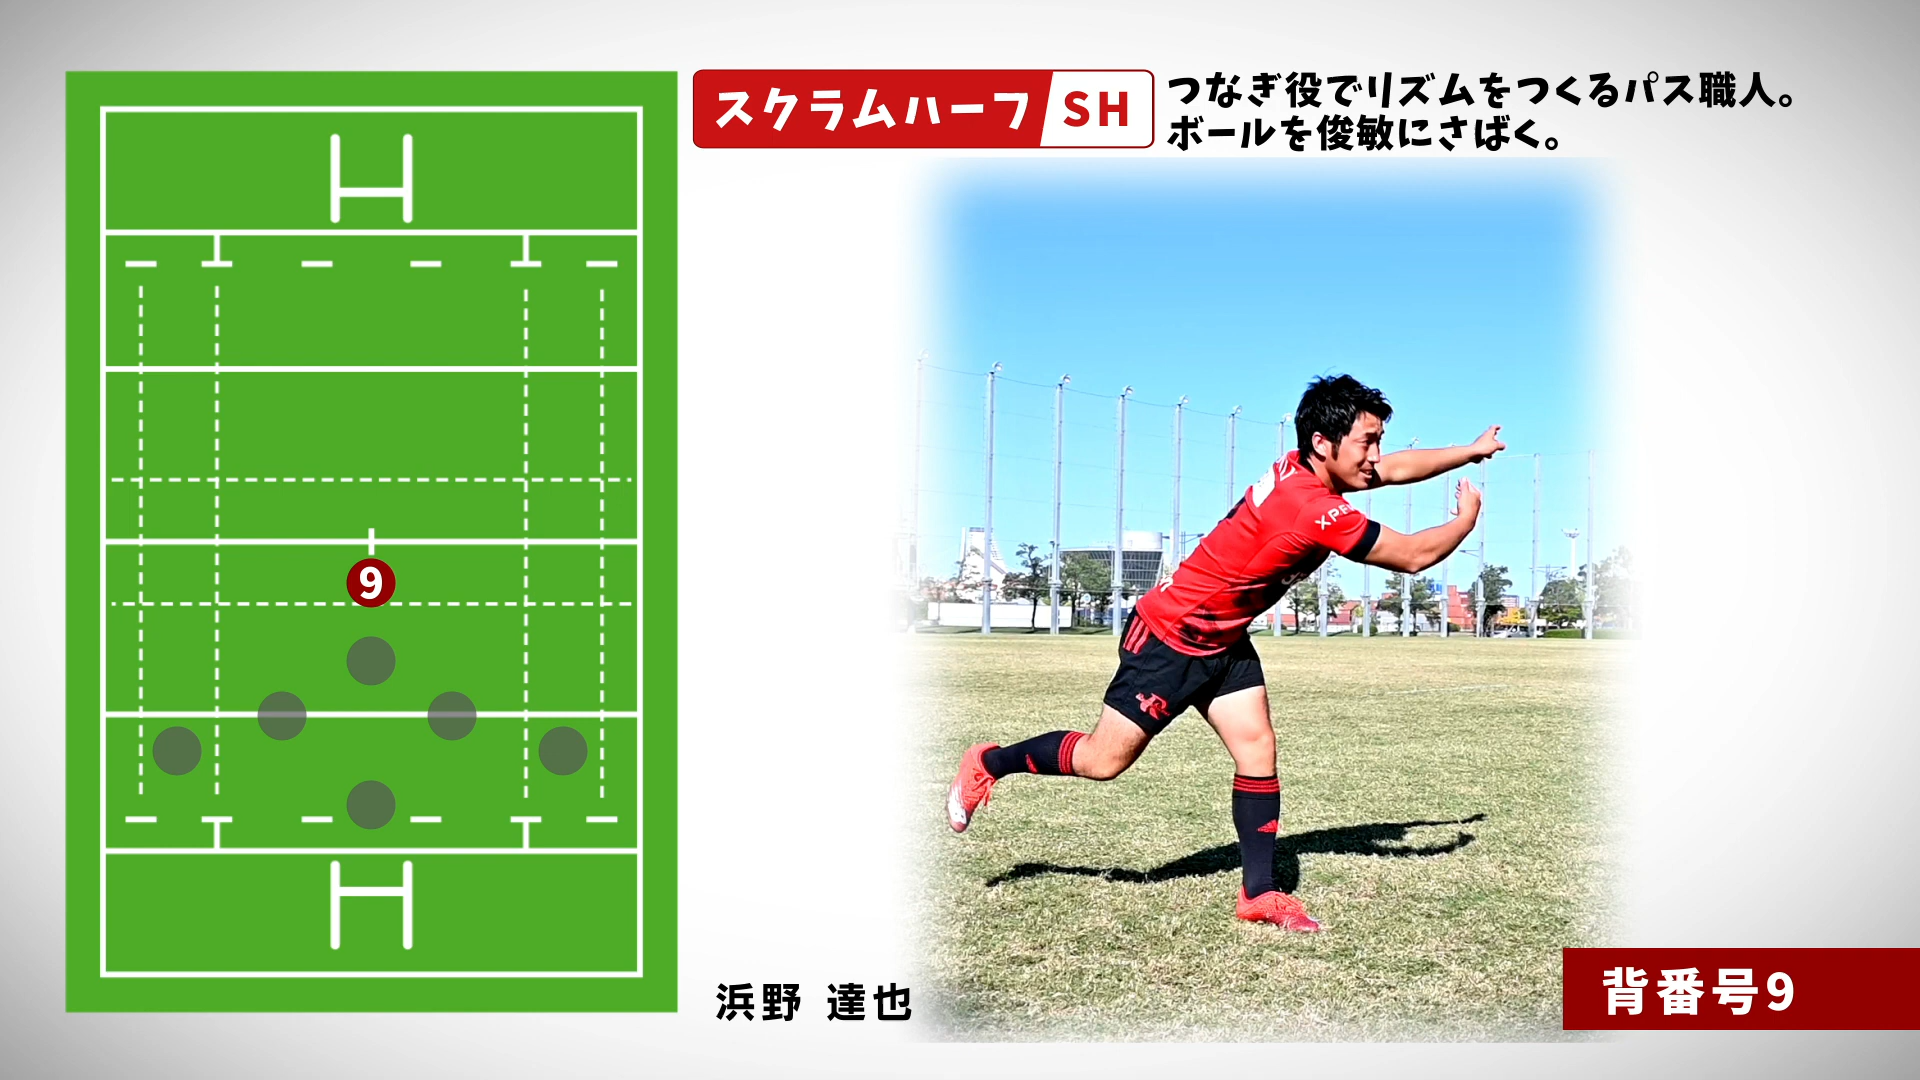 スクラムハーフ SH
つなぎ役でリズムをつくるパス職人。
ボールを俊敏にさばく。
9
浜野 達也
背番号9